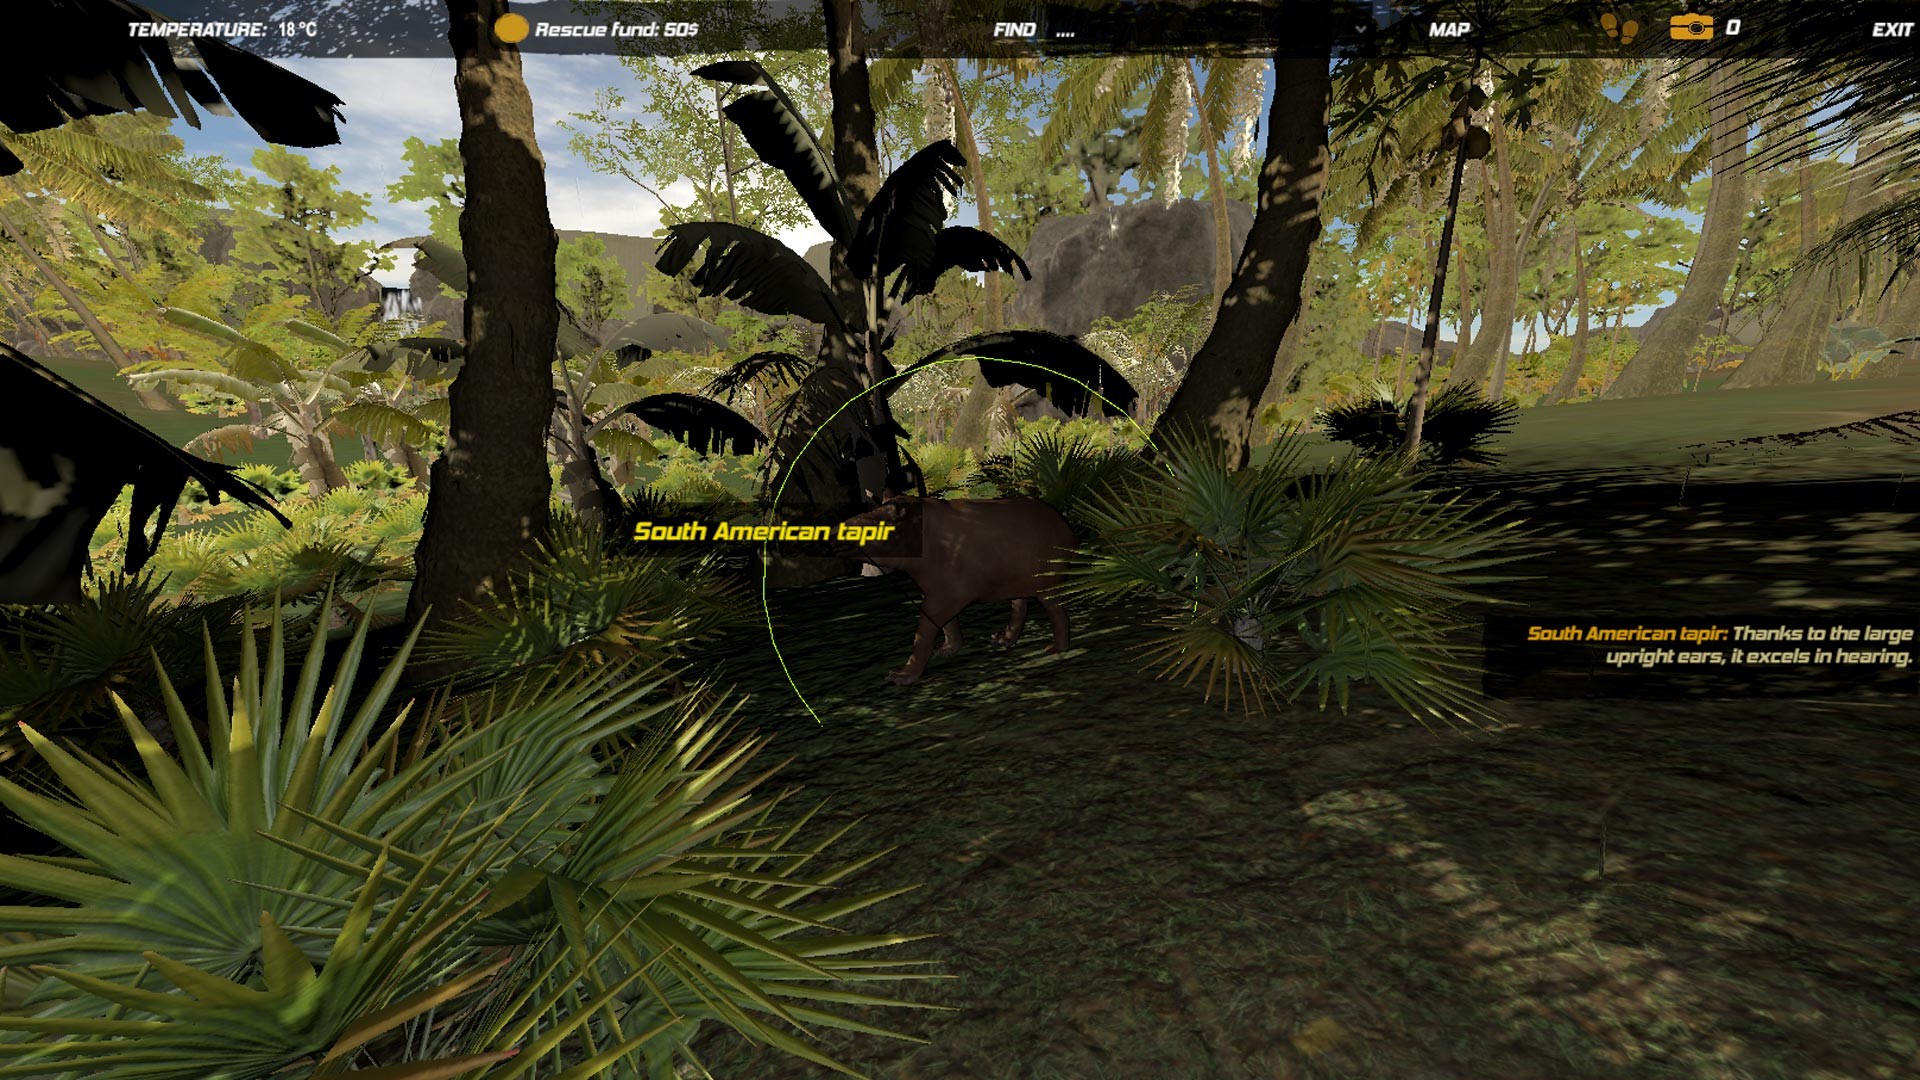 TEMPERATURE: 18 °C
Rescue fund: 50$
FIND ....
MAP
0
EXIT
South American tapir
South American tapir: Thanks to the large
upright ears, it excels in hearing.